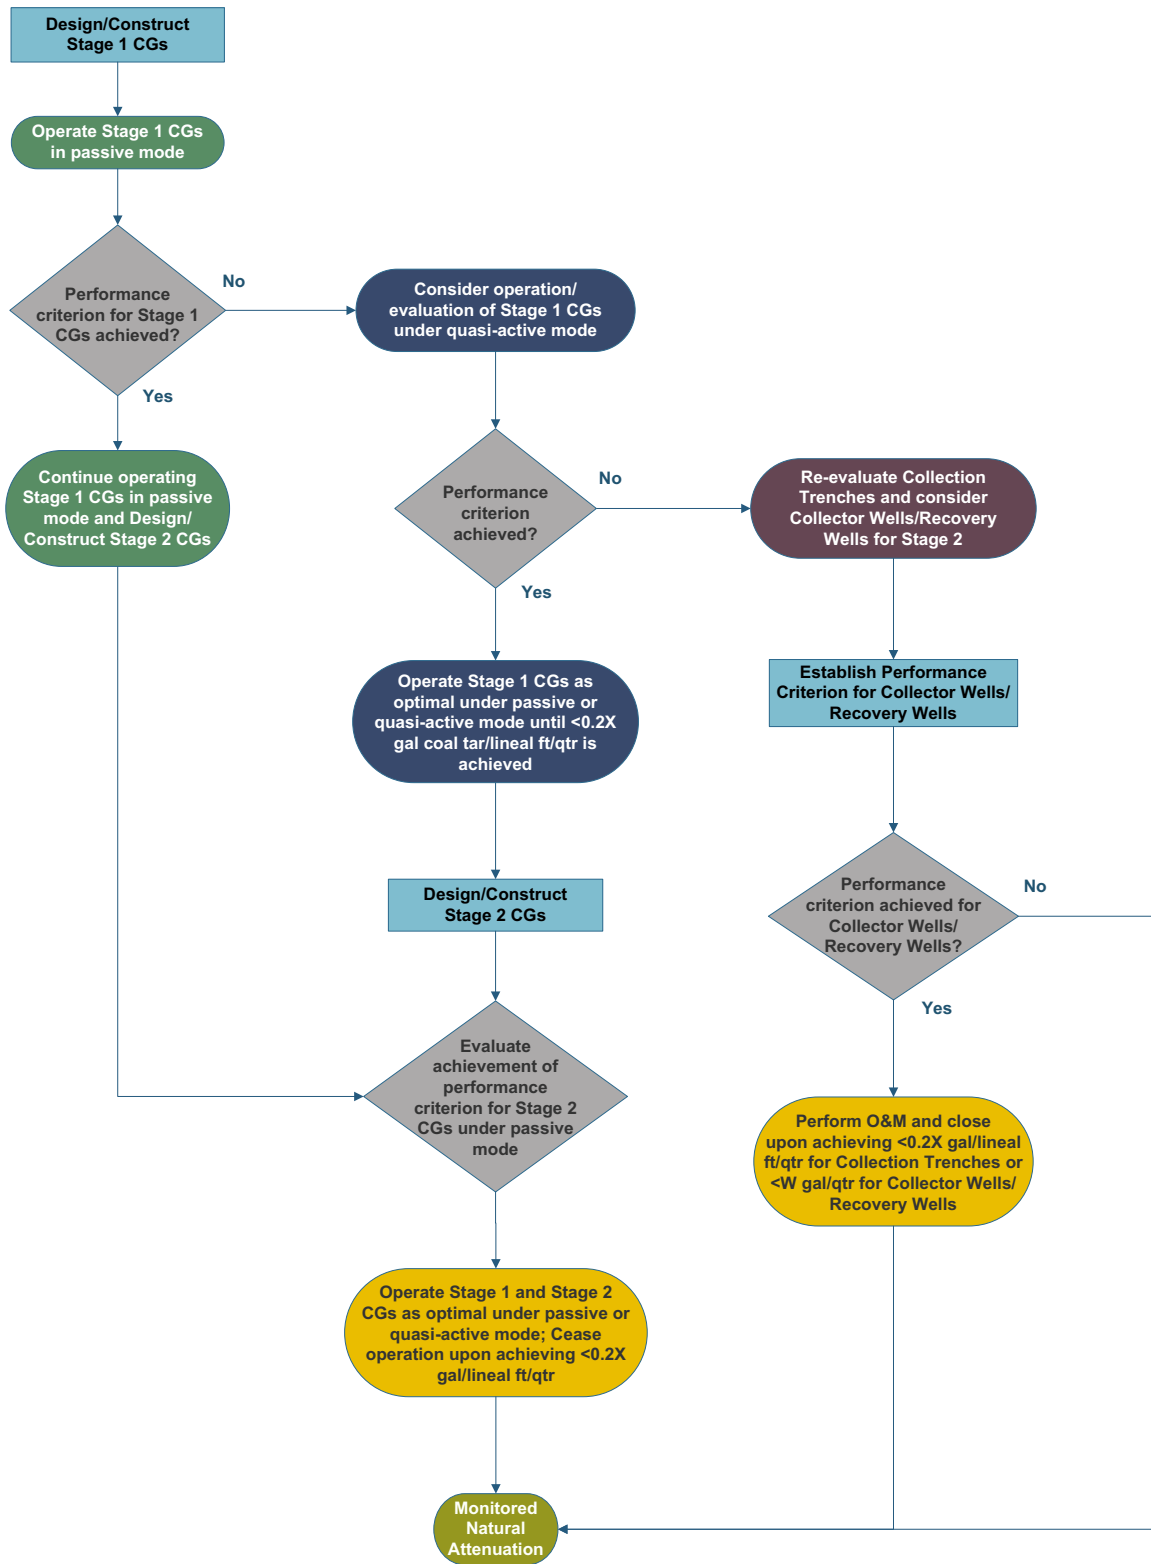 Design/Construct
Stage 1 CGs
Operate Stage 1 CGs
in passive mode
Performance
criterion for Stage 1
CGs achieved?
No
Yes
Consider operation/
evaluation of Stage 1 CGs
under quasi-active mode
Continue operating
Stage 1 CGs in passive
mode and Design/
Construct Stage 2 CGs
Performance
criterion
achieved?
No
Yes
Re-evaluate Collection
Trenches and consider
Collector Wells/Recovery
Wells for Stage 2
Operate Stage 1 CGs as
optimal under passive or
quasi-active mode until <0.2X
gal coal tar/lineal ft/qtr is
achieved
Establish Performance
Criterion for Collector Wells/
Recovery Wells
Design/Construct
Stage 2 CGs
Performance
criterion achieved for
Collector Wells/
Recovery Wells?
No
Yes
Evaluate
achievement of
performance
criterion for Stage 2
CGs under passive
mode
Perform O&M and close
upon achieving <0.2X gal/lineal
ft/qtr for Collection Trenches or
<W gal/qtr for Collector Wells/
Recovery Wells
Operate Stage 1 and Stage 2
CGs as optimal under passive or
quasi-active mode; Cease
operation upon achieving <0.2X
gal/lineal ft/qtr
Monitored
Natural
Attenuation